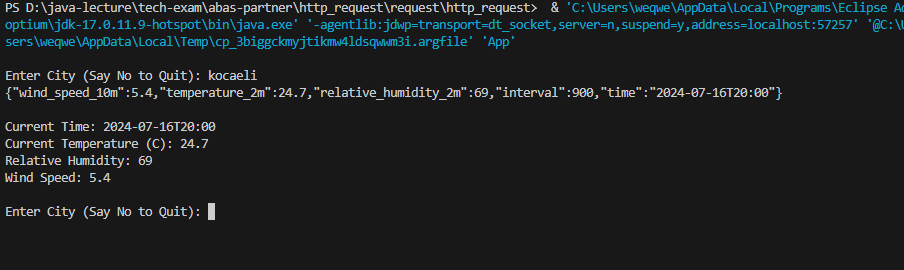 PS D:\java-lecture\tech-exam\abas-partner\http_request\request\http_request>  & 'C:\Users\weqwe\AppData\Local\Programs\Eclipse Ad
optium\jdk-17.0.11.9-hotspot\bin\java.exe' '-agentlib:jdwp=transport=dt_socket,server=n,suspend=y,address=localhost:57257' '@C:\U
sers\weqwe\AppData\Local\Temp\cp_3biggckmyjtikmw4ldsqwwm3i.argfile' 'App'
Enter City (Say No to Quit): kocaeli
{"wind_speed_10m":5.4,"temperature_2m":24.7,"relative_humidity_2m":69,"interval":900,"time":"2024-07-16T20:00"}
Current Time: 2024-07-16T20:00
Current Temperature (C): 24.7
Relative Humidity: 69
Wind Speed: 5.4
Enter City (Say No to Quit):